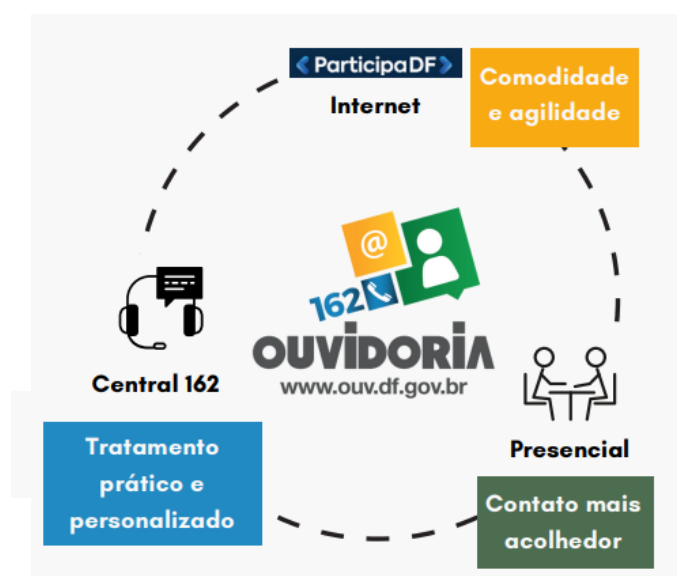 ParticipaDF
Internet
Comodidade
e agilidade
@
162
OUVIDORIA
www.ouv.df.gov.br
Central 162
Tratamento
prático e
personalizado
Presencial
Contato mais
acolhedor